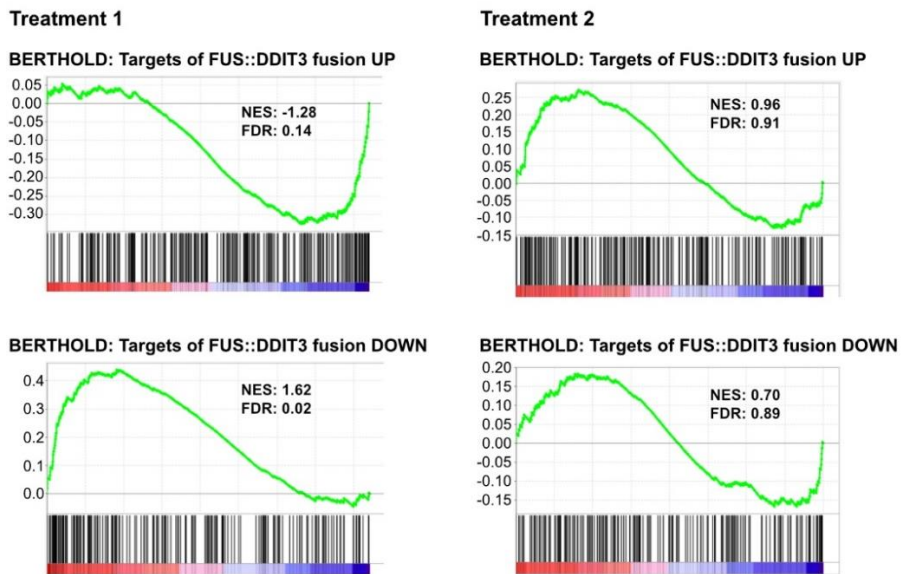 Treatment 1
BERTHOLD: Targets of FUS::DDIT3 fusion UP
0.05
0.00
-0.05
-0.10
-0.15
-0.20
-0.25
-0.30
NES: -1.28
FDR: 0.14
BERTHOLD: Targets of FUS::DDIT3 fusion DOWN
0.4
0.3
0.2
0.1
0.0
NES: 1.62
FDR: 0.02
Treatment 2
BERTHOLD: Targets of FUS::DDIT3 fusion UP
0.25
0.20
0.15
0.10
0.05
0.00
-0.05
-0.10
-0.15
NES: 0.96
FDR: 0.91
BERTHOLD: Targets of FUS::DDIT3 fusion DOWN
0.20
0.15
0.10
0.05
0.00
-0.05
-0.10
-0.15
NES: 0.70
FDR: 0.89